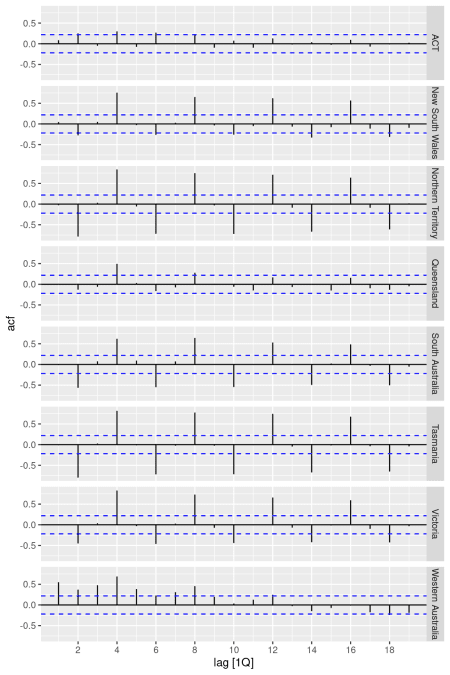 0.5
0.0
-0.5
ACT
0.5
0.0
-0.5
New South Wales
0.5
0.0
-0.5
Northern Territory
0.5
0.0
-0.5
Queensland
0.5
0.0
-0.5
South Australia
0.5
0.0
-0.5
Tasmania
0.5
0.0
-0.5
Victoria
0.5
0.0
-0.5
Western Australia
acf
2 4 6 8 10 12 14 16 18
lag [1Q]